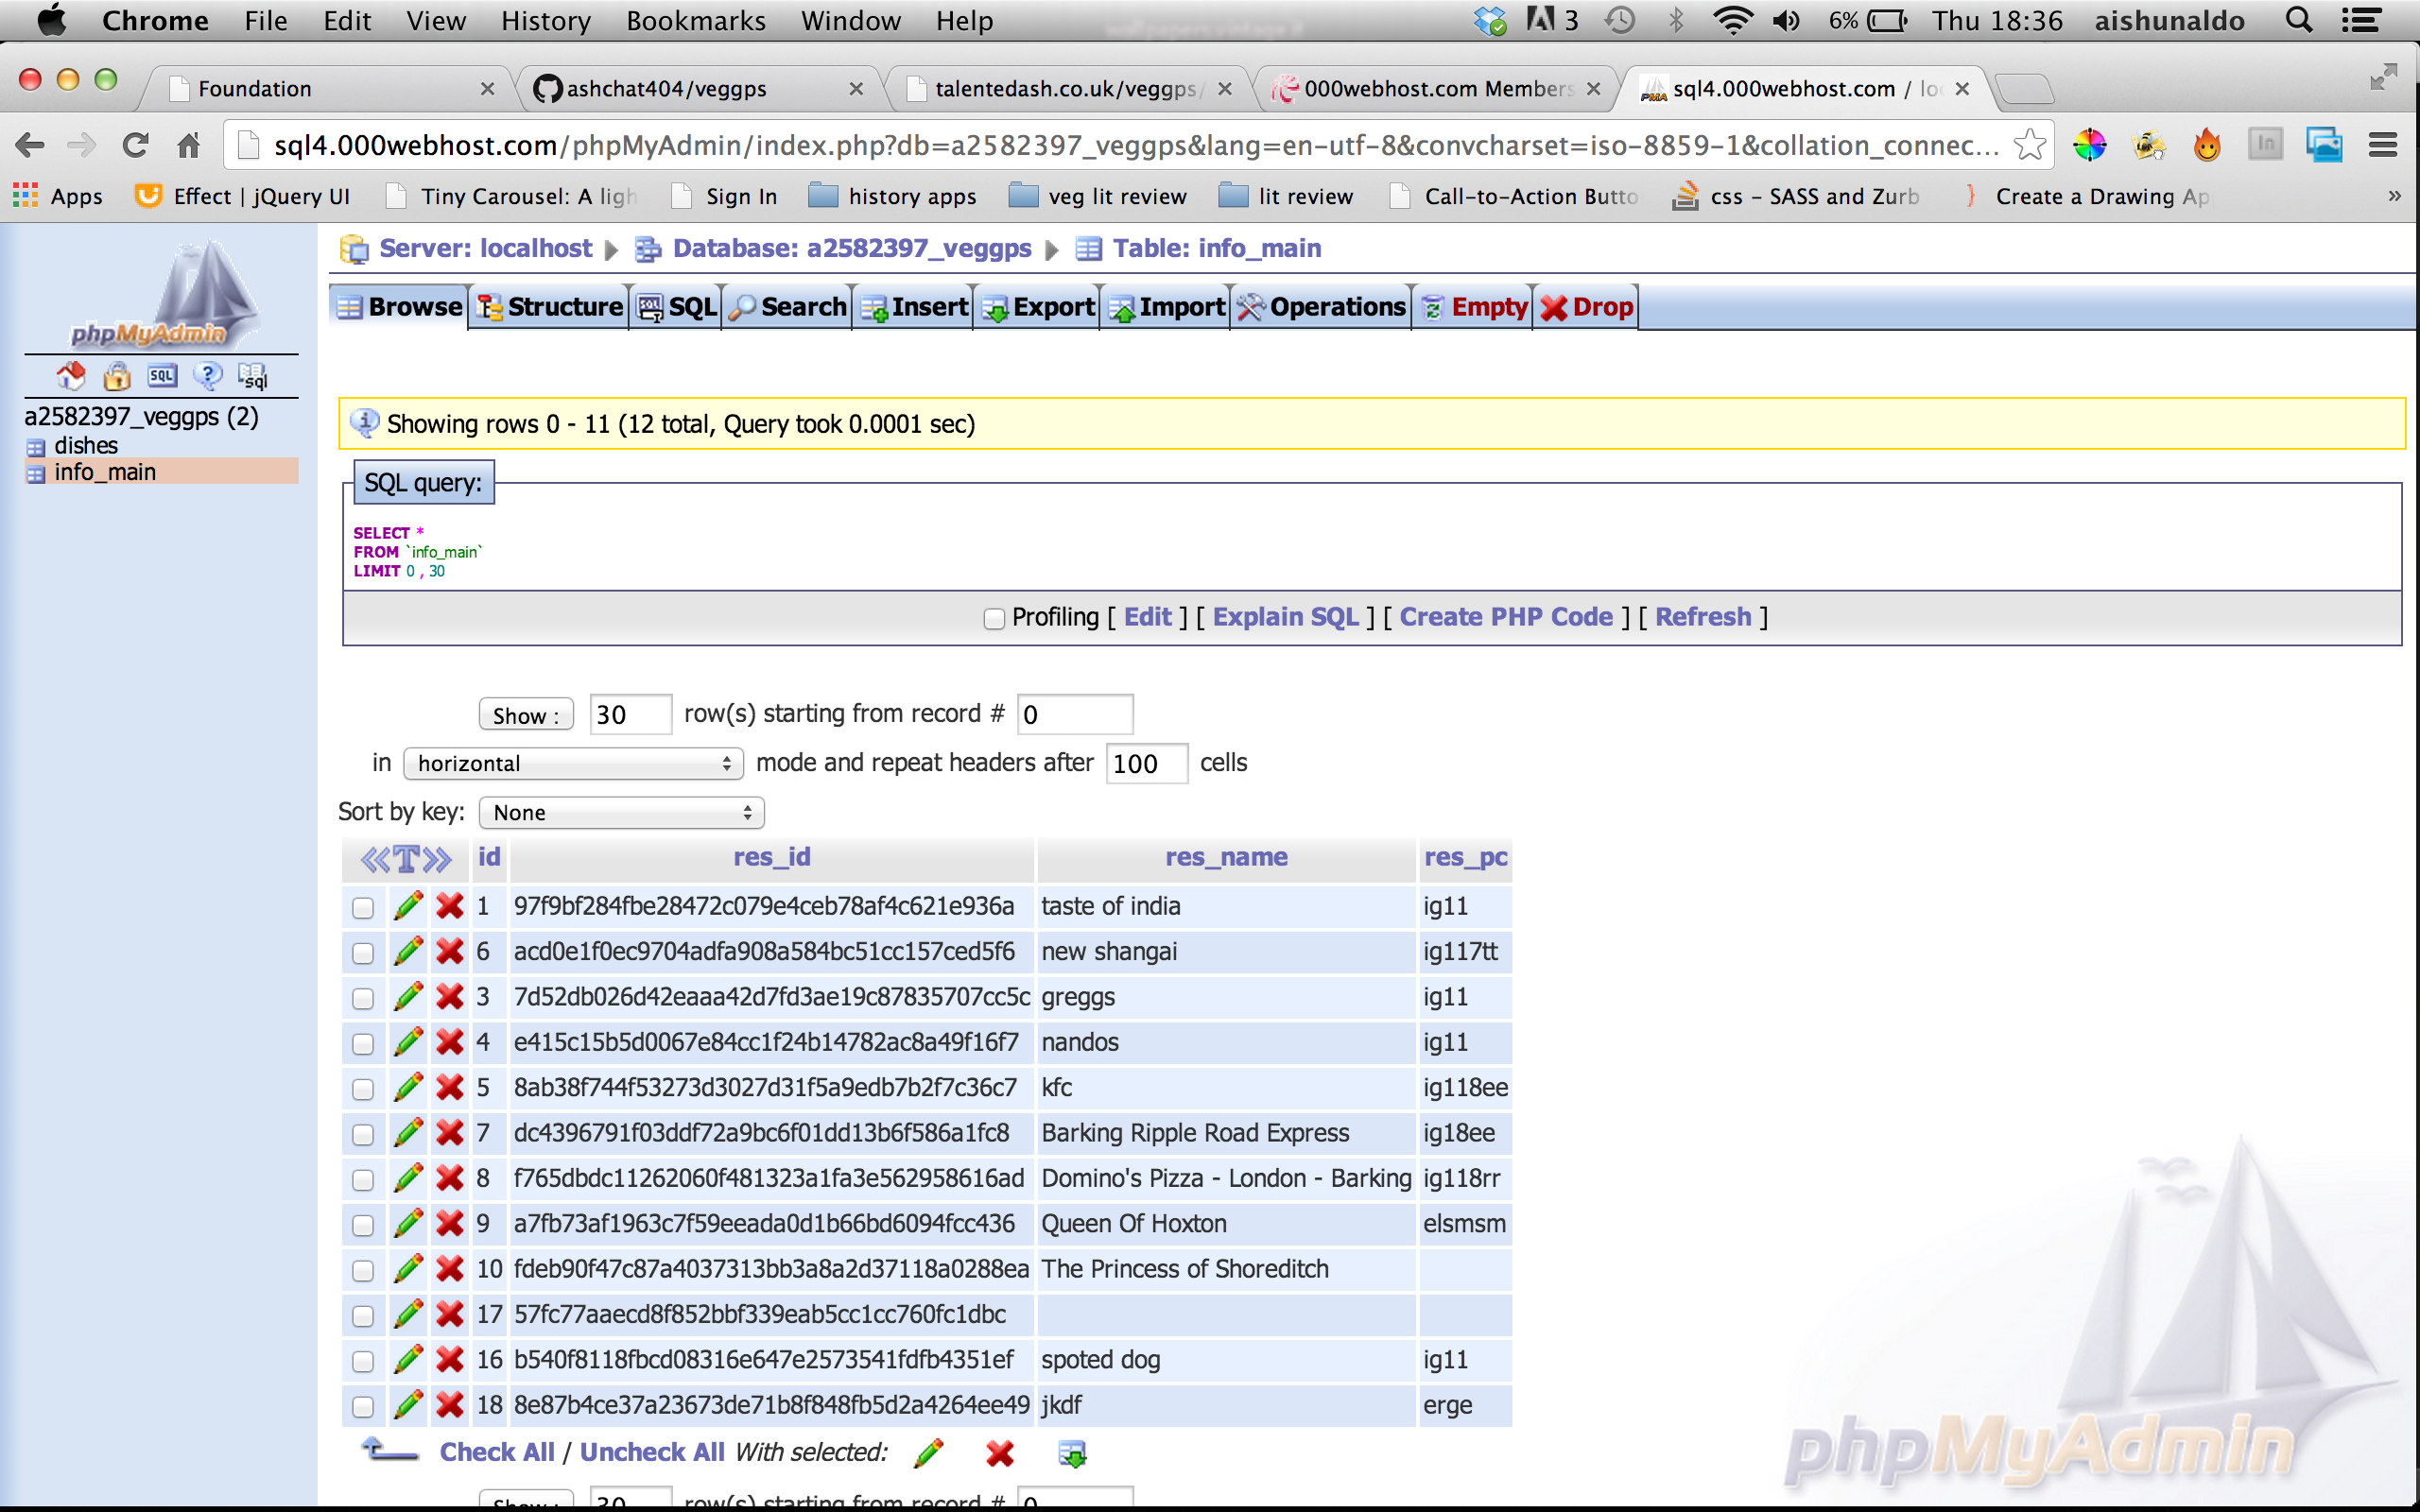 Chrome File Edit View History Bookmarks Window Help 3 6% Thu 18:36 aishunaldo
Foundation ashchat404/veggps talentedash.co.uk/veggps/ 000webhost.com Members sql4.000webhost.com / lo
sql4.000webhost.com/phpMyAdmin/index.php?db=a2582397_veggps&lang=en-utf-8&convcharset=iso-8859-1&collation_connec...
Apps Effect | jQuery UI Tiny Carousel: A ligh Sign In history apps veg lit review lit review Call-to-Action Butto css - SASS and Zurb Create a Drawing Ap »
phpMyAdmin
SQL ? sql
a2582397_veggps (2)
dishes
info_main
Server: localhost Database: a2582397_veggps Table: info_main
Browse Structure SQL Search Insert Export Import Operations Empty Drop
Showing rows 0 - 11 (12 total, Query took 0.0001 sec)
SQL query:
SELECT *
FROM `info_main`
LIMIT 0 , 30
Profiling [ Edit ] [ Explain SQL ] [ Create PHP Code ] [ Refresh ]
Show : 30 row(s) starting from record # 0
in horizontal mode and repeat headers after 100 cells
Sort by key: None
T id res_id res_name res_pc
1 97f9bf284fbe28472c079e4ceb78af4c621e936a taste of india ig11
6 acd0e1f0ec9704adfa908a584bc51cc157ced5f6 new shangai ig117tt
3 7d52db026d42eaaa42d7fd3ae19c87835707cc5c greggs ig11
4 e415c15b5d0067e84cc1f24b14782ac8a49f16f7 nandos ig11
5 8ab38f744f53273d3027d31f5a9edb7b2f7c36c7 kfc ig118ee
7 dc4396791f03ddf72a9bc6f01dd13b6f586a1fc8 Barking Ripple Road Express ig18ee
8 f765dbdc11262060f481323a1fa3e562958616ad Domino's Pizza - London - Barking ig118rr
9 a7fb73af1963c7f59eeada0d1b66bd6094fcc436 Queen Of Hoxton elsmsm
10 fdeb90f47c87a4037313bb3a8a2d37118a0288ea The Princess of Shoreditch
17 57fc77aaecd8f852bbf339eab5cc1cc760fc1dbc
16 b540f8118fbcd08316e647e2573541fdfb4351ef spoted dog ig11
18 8e87b4ce37a23673de71b8f848fb5d2a4264ee49 jkdf erge
Check All / Uncheck All With selected:
Show : 30 row(s) starting from record # 0
phpMyAdmin